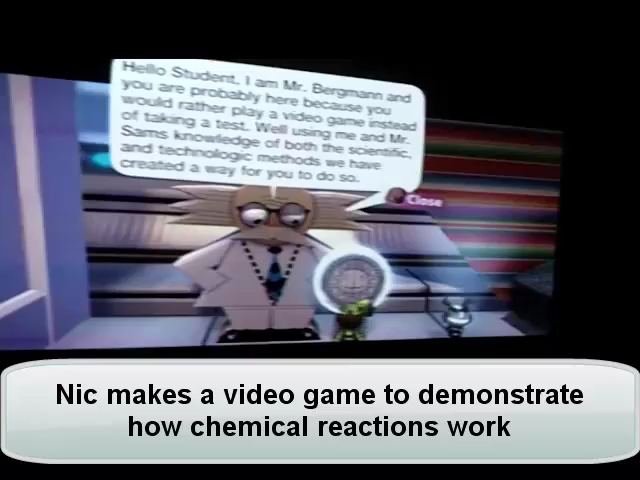 Hello Student, I am Mr. Bergmann and
you are probably here because you
would rather play a video game instead
of taking a test. Well using me and Mr.
Sams knowledge of both the scientific,
and technologic methods we have
created a way for you to do so.
Close
Nic makes a video game to demonstrate
how chemical reactions work